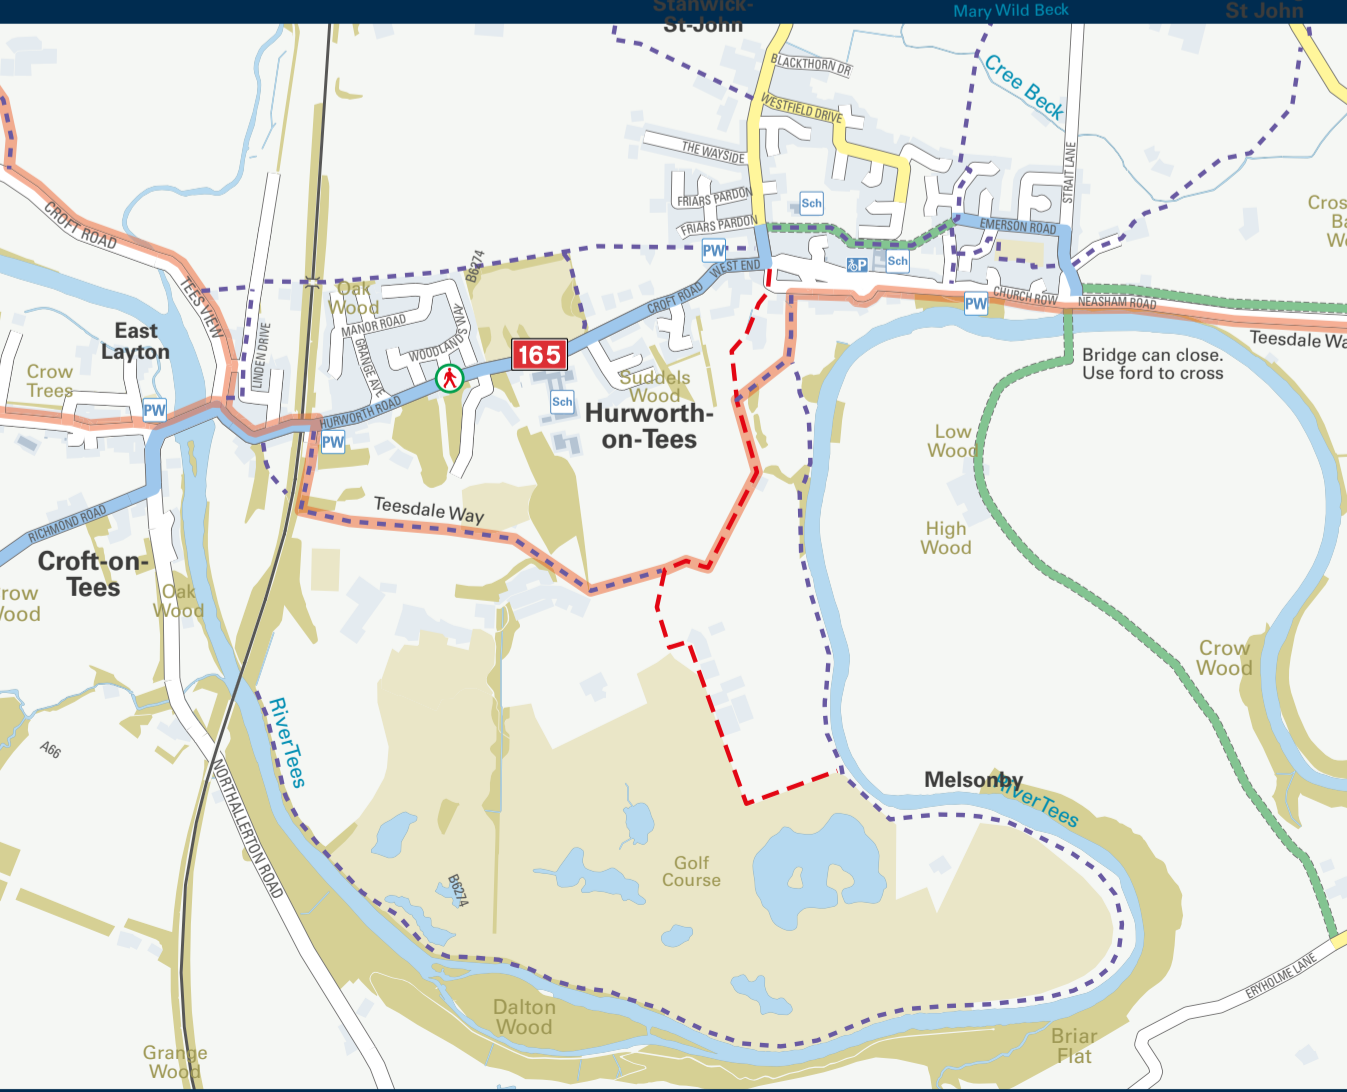 Stanwick-
St-John
Mary Wild Beck
St John
BLACKTHORN DR
Cree Beck
WESTFIELD DRIVE
THE WAYSIDE
STRAIT LANE
FRIARS PARDON
Sch
CROFT ROAD
FRIARS PARDON
EMERSON ROAD
PW
Sch
B6274
WEST END
P
TEES VIEW
Oak
Wood
CROFT ROAD
PW
CHURCH ROW
NEASHAM ROAD
MANOR ROAD
East
Layton
LINDEN DRIVE
GRANGE AVE
WOODLANDS WAY
165
Teesdale Wa
Bridge can close.
Use ford to cross
Crow
Trees
Suddels
Wood
PW
HURWORTH ROAD
Sch
Hurworth-
on-Tees
PW
Low
Wood
Teesdale Way
RICHMOND ROAD
High
Wood
Croft-on-
Tees
Oak
Wood
row
ood
Crow
Wood
River Tees
A66
NORTHALLERTON ROAD
Melsonby
River Tees
Golf
Course
B6274
ERYHOLME LANE
Dalton
Wood
Briar
Flat
Grange
Wood